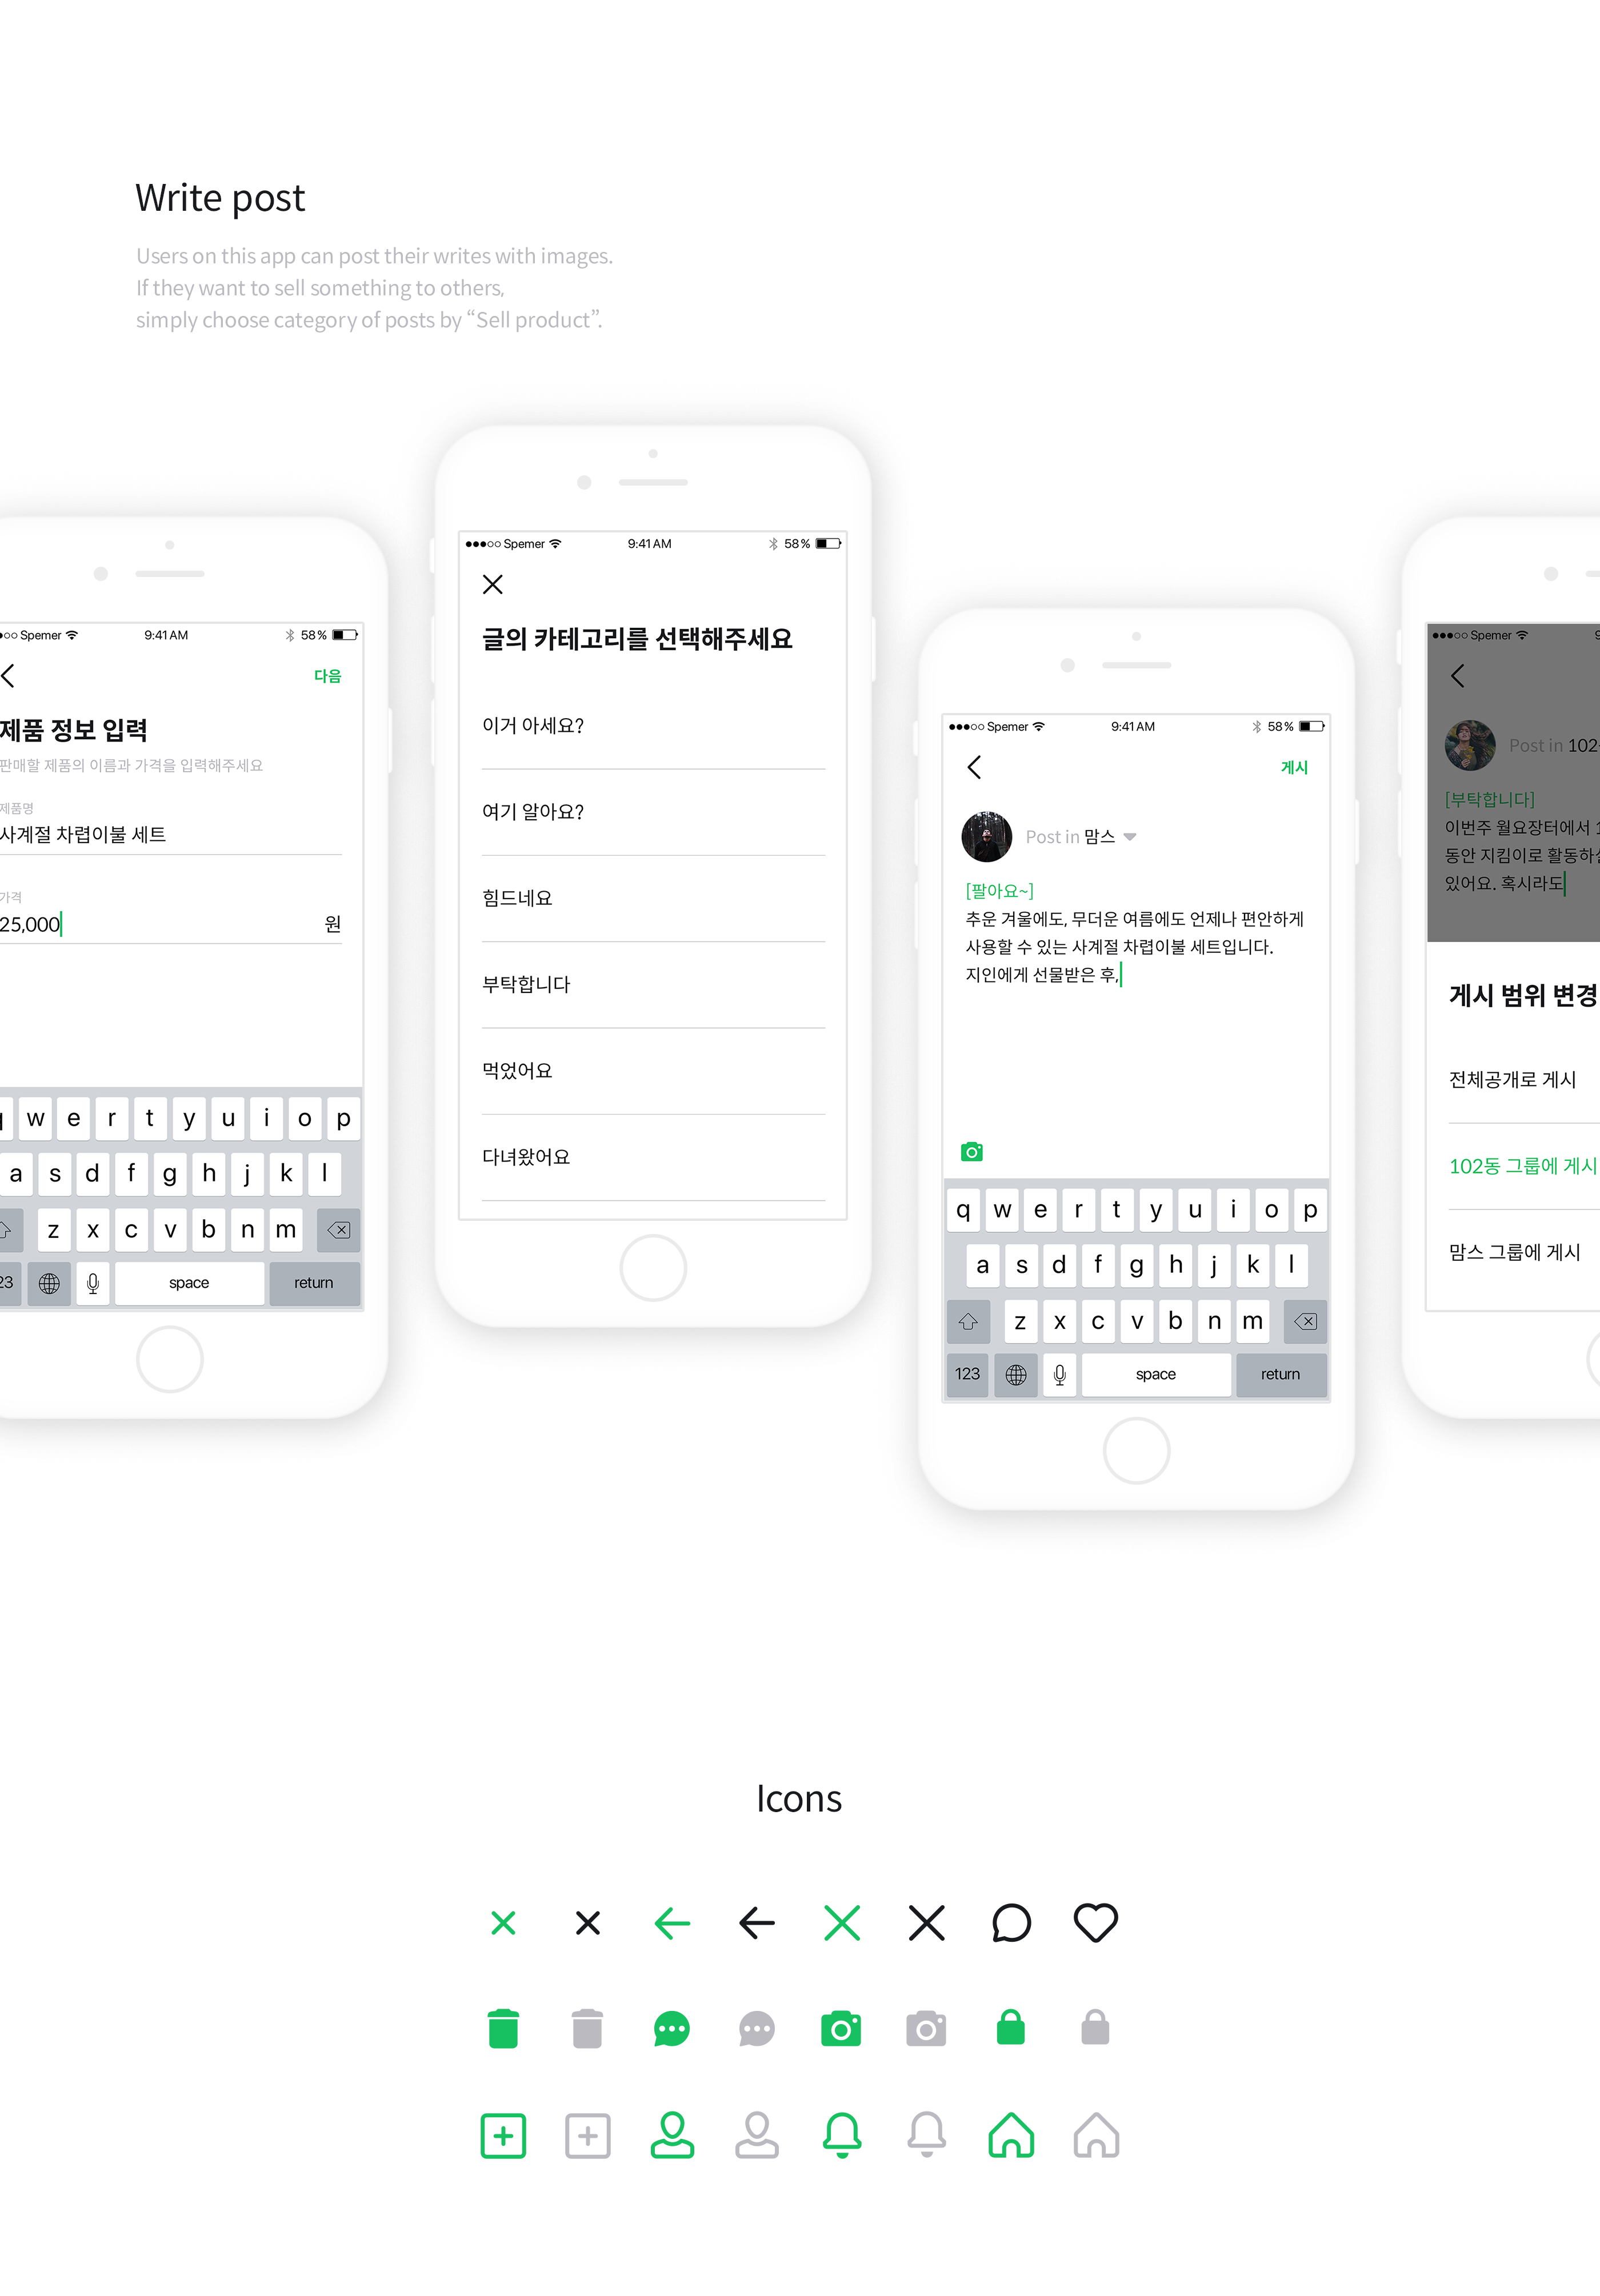 Write post
Users on this app can post their writes with images.
If they want to sell something to others,
simply choose category of posts by “Sell product”.
Spemer
9:41 AM
58%
다음
제품 정보 입력
판매할 제품의 이름과 가격을 입력해주세요
제품명
사계절 차렵이불 세트
가격
25,000
원
w e r t y u i o p
a s d f g h j k l
z x c v b n m
space
return
Spemer
9:41 AM
58%
글의 카테고리를 선택해주세요
이거 아세요?
여기 알아요?
힘드네요
부탁합니다
먹었어요
다녀왔어요
Spemer
9:41 AM
58%
게시
Post in 맘스
[팔아요~]
추운 겨울에도, 무더운 여름에도 언제나 편안하게
사용할 수 있는 사계절 차렵이불 세트입니다.
지인에게 선물받은 후,
q w e r t y u i o p
a s d f g h j k l
z x c v b n m
123
space
return
Spemer
Post in 102
[부탁합니다]
이번주 월요장터에서
동안 지킴이로 활동하실
있어요. 혹시라도
게시 범위 변경
전체공개로 게시
102동 그룹에 게시
맘스 그룹에 게시
Icons